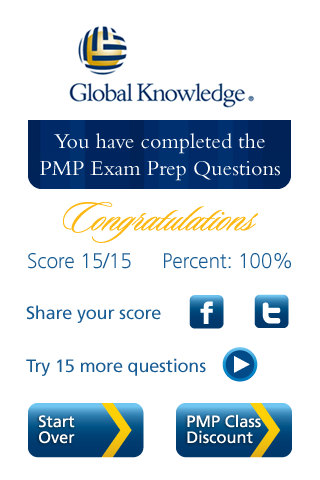 Global Knowledge®
You have completed the
PMP Exam Prep Questions
Congratulations
Score 15/15 Percent: 100%
Share your score f t
Try 15 more questions
Start
Over
PMP Class
Discount